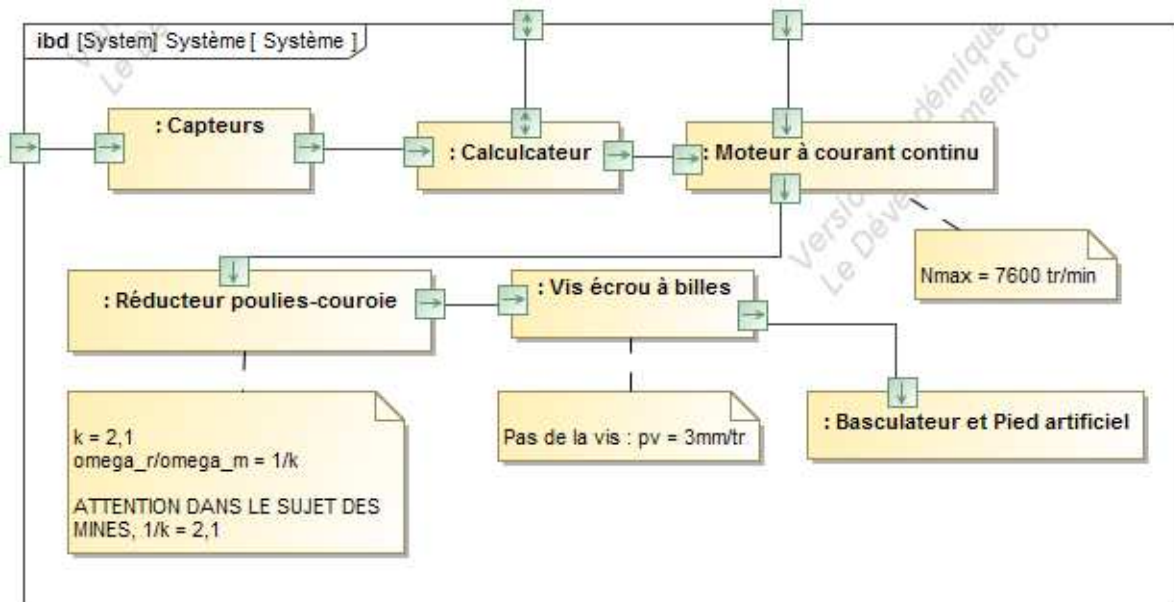 ibd [System] Système [ Système ]
: Capteurs
: Calculcateur
: Moteur à courant continu
Nmax = 7600 tr/min
: Réducteur poulies-couroie
: Vis écrou à billes
k = 2,1
omega_r/omega_m = 1/k
ATTENTION DANS LE SUJET DES
MINES, 1/k = 2,1
Pas de la vis : pv = 3mm/tr
: Basculateur et Pied artificiel